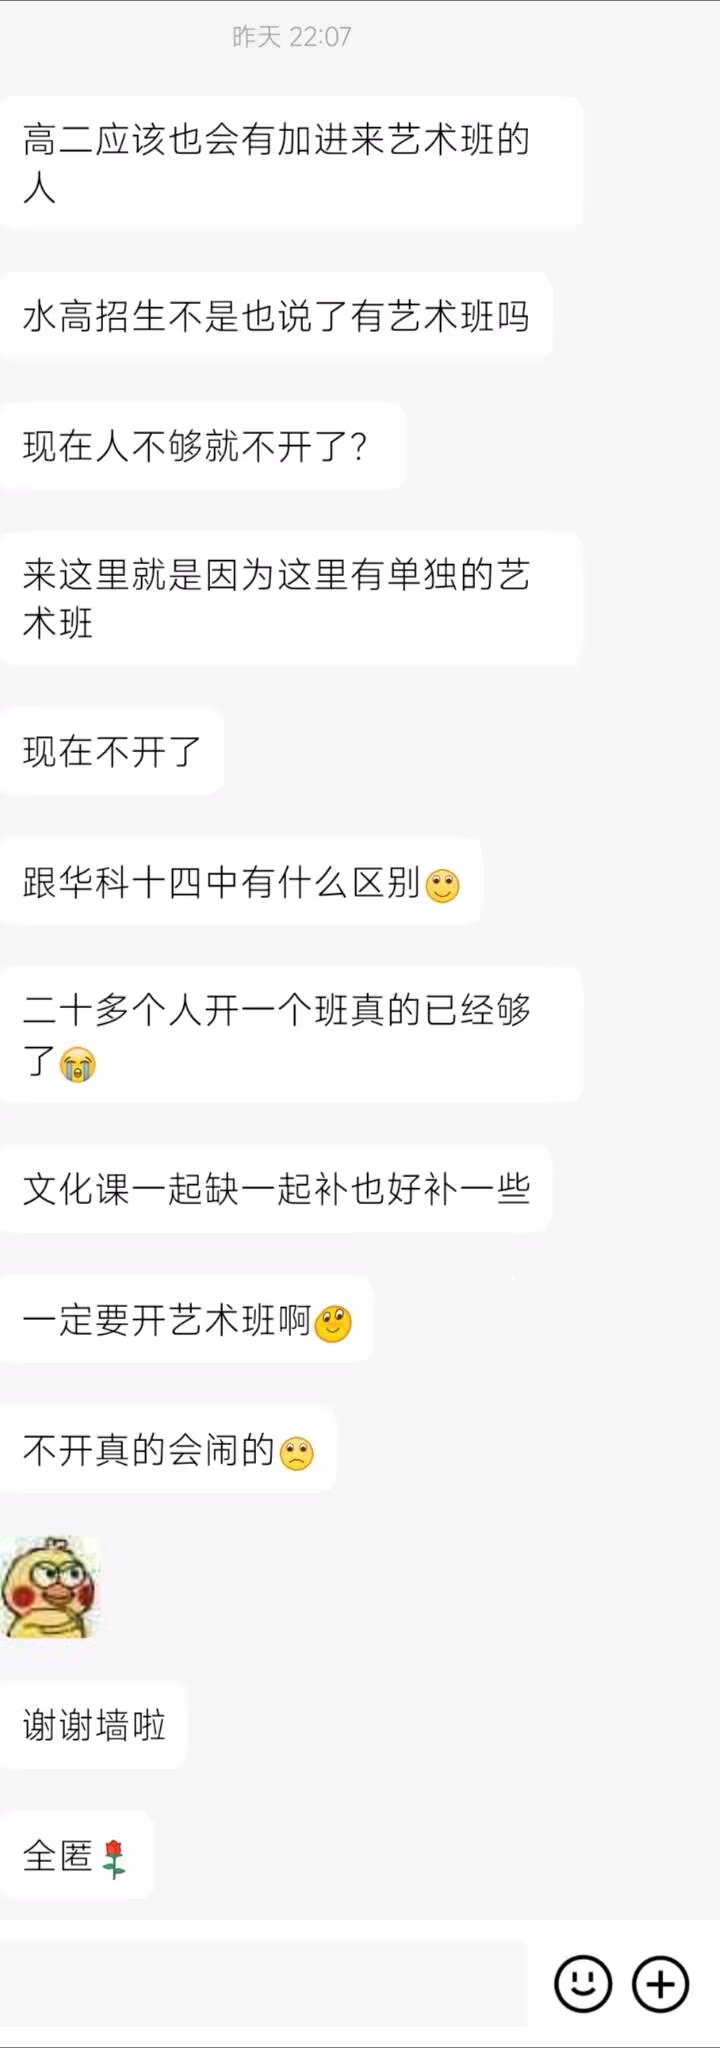 昨天 22:07
高二应该也会有加进来艺术班的
人
水高招生不是也说了有艺术班吗
现在人不够就不开了？
来这里就是因为这里有单独的艺
术班
现在不开了
跟华科十四中有什么区别
二十多个人开一个班真的已经够
了
文化课一起缺一起补也好补一些
一定要开艺术班啊
不开真的会闹的
谢谢墙啦
全匿